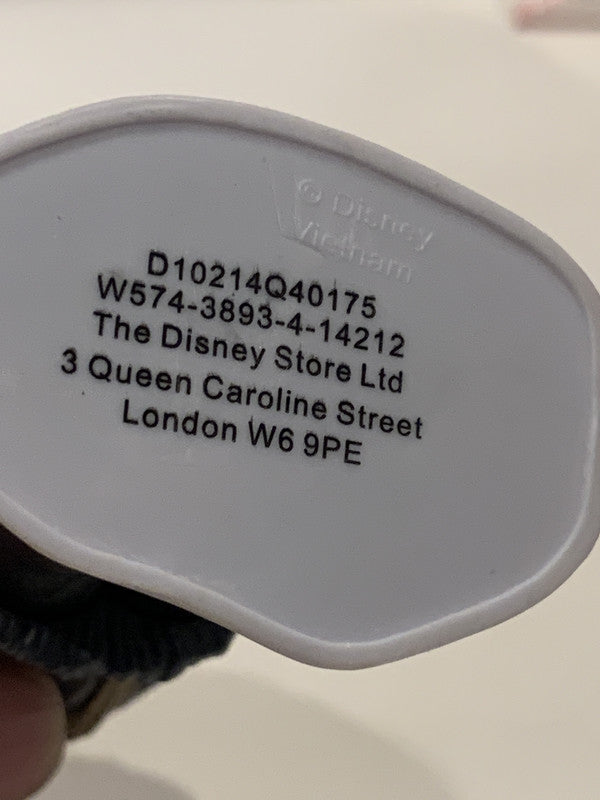 © Disney
Vietnam
D10214Q40175
W574-3893-4-14212
The Disney Store Ltd
3 Queen Caroline Street
London W6 9PE